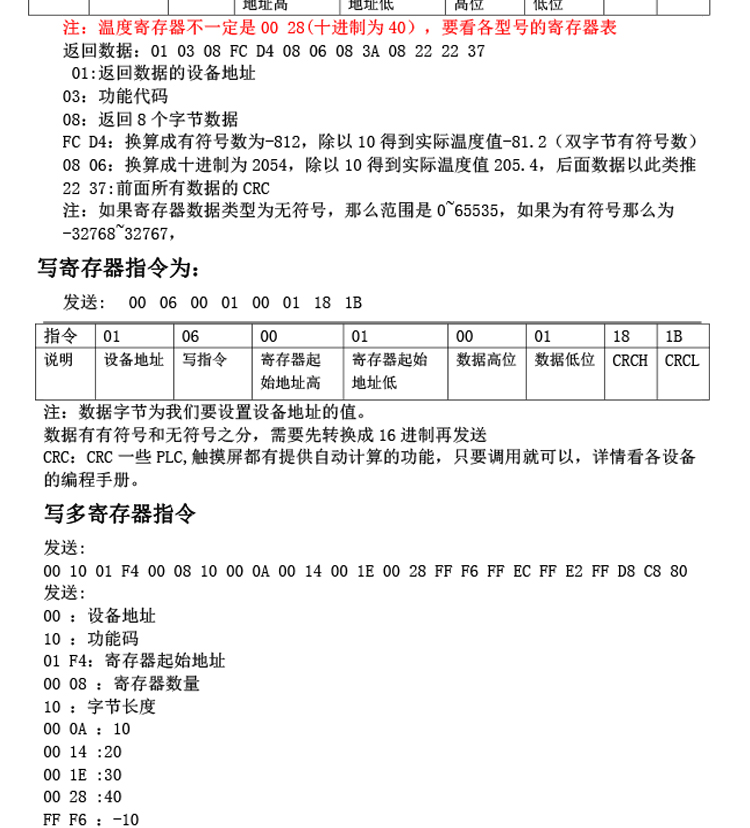 地址高 地址低 高位 低位
注：温度寄存器不一定是 00 28(十进制为 40），要看各型号的寄存器表
返回数据：01 03 08 FC D4 08 06 08 3A 08 22 22 37
01:返回数据的设备地址
03：功能代码
08：返回 8 个字节数据
FC D4：换算成有符号数为-812，除以 10 得到实际温度值-81.2（双字节有符号数）
08 06：换算成十进制为 2054，除以 10 得到实际温度值 205.4，后面数据以此类推
22 37:前面所有数据的 CRC
注：如果寄存器数据类型为无符号，那么范围是 0~65535，如果为有符号那么为
-32768~32767，
写寄存器指令为：
发送： 00 06 00 01 00 01 18 1B
指令 01 06 00 01 00 01 18 1B
说明 设备地址 写指令 寄存器起 寄存器起始 数据高位 数据低位 CRCH CRCL
始地址高 地址低
注：数据字节为我们要设置设备地址的值。
数据有有符号和无符号之分，需要先转换成 16 进制再发送
CRC：CRC 一些 PLC,触摸屏都有提供自动计算的功能，只要调用就可以，详情看各设备
的编程手册。
写多寄存器指令
发送：
00 10 01 F4 00 08 10 00 0A 00 14 00 1E 00 28 FF F6 FF EC FF E2 FF D8 C8 80
发送：
00 ：设备地址
10 ：功能码
01 F4：寄存器起始地址
00 08 ：寄存器数量
10 ：字节长度
00 0A ：10
00 14 :20
00 1E :30
00 28 :40
FF F6 ：-10